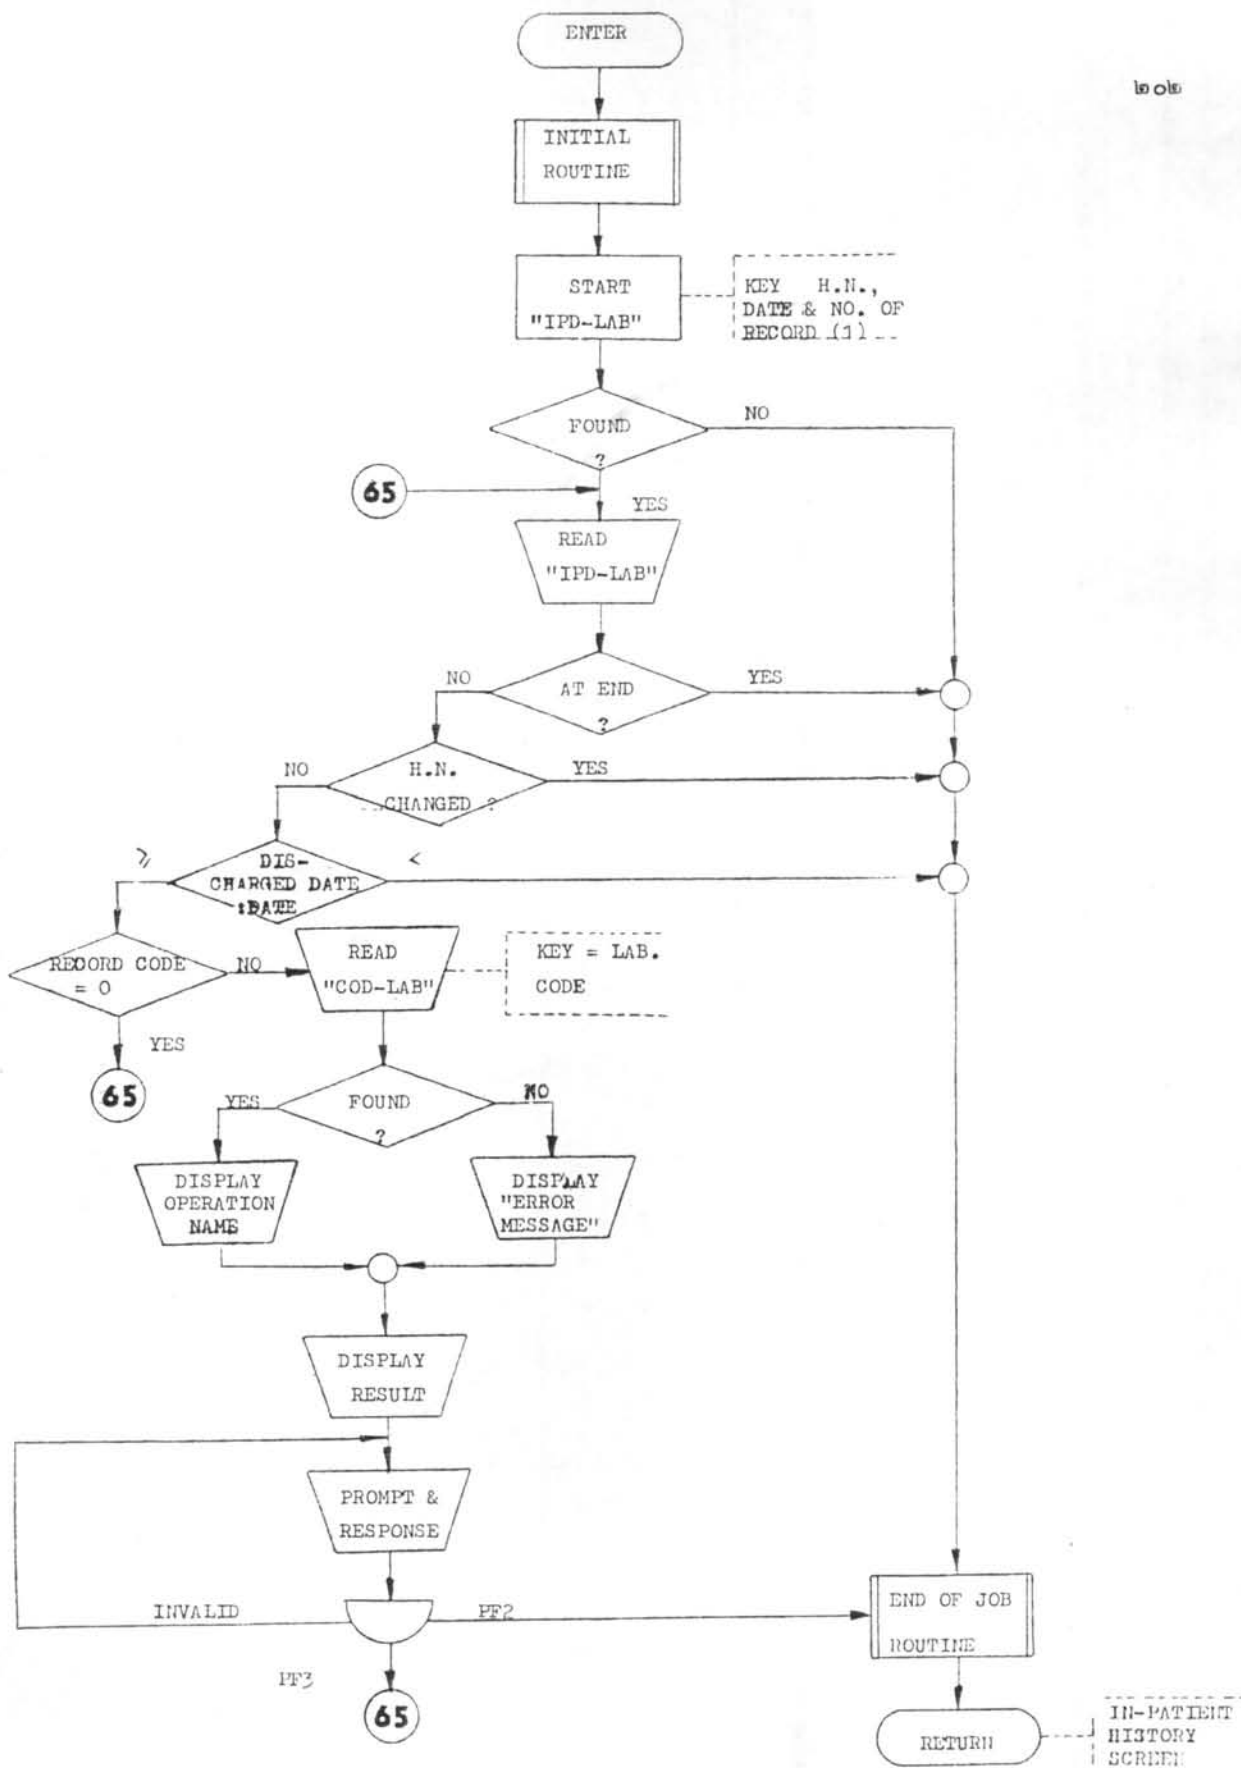 ENTER
๒๐๒
INITIAL
ROUTINE
START
"IPD-LAB"
KEY H.N.,
DATE & NO. OF
RECORD (1)
FOUND
?
NO
65
YES
READ
"IPD-LAB"
NO
AT END
?
YES
NO
H.N.
CHANGED ?
YES
≥
DIS-
CHARGED DATE
:DATE
<
RECORD CODE
= 0
NO
READ
"COD-LAB"
KEY = LAB.
CODE
YES
65
YES
FOUND
?
NO
DISPLAY
OPERATION
NAME
DISPLAY
"ERROR
MESSAGE"
DISPLAY
RESULT
PROMPT &
RESPONSE
INVALID
PF2
END OF JOB
ROUTINE
PF3
65
RETURN
IN-PATIENT
HISTORY
SCREEN